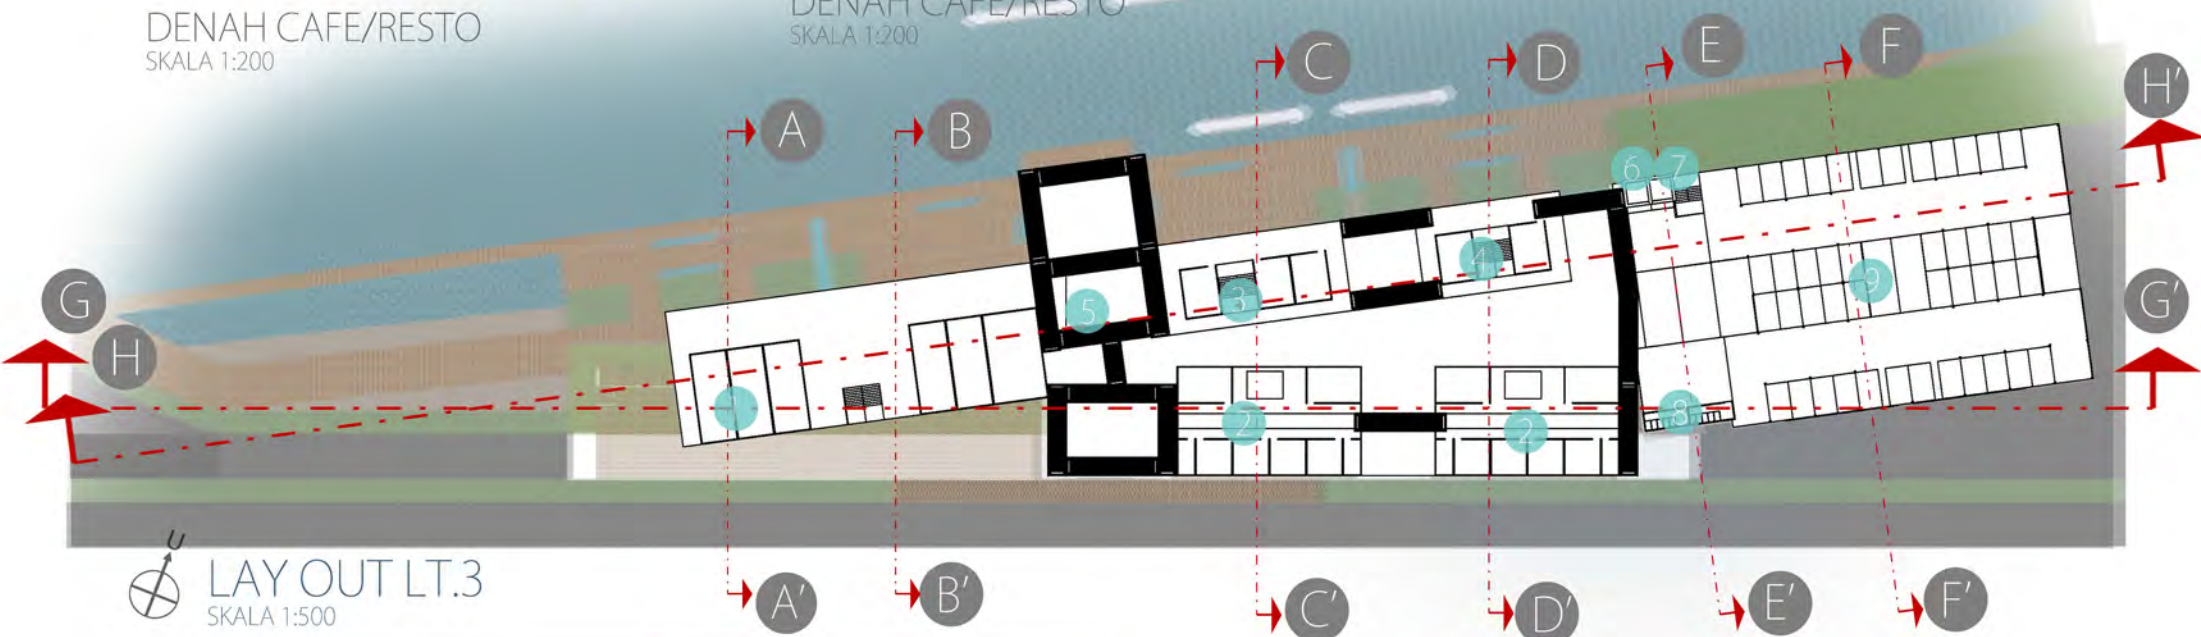 DENAH CAFE/RESTO
SKALA 1:200
DENAH CAFE/RESTO
SKALA 1:200
A
B
C
D
E
F
H'
G
H
G'
6
7
5
3
4
9
1
2
2
8
U
LAY OUT LT.3
SKALA 1:500
A'
B'
C'
D'
E'
F'